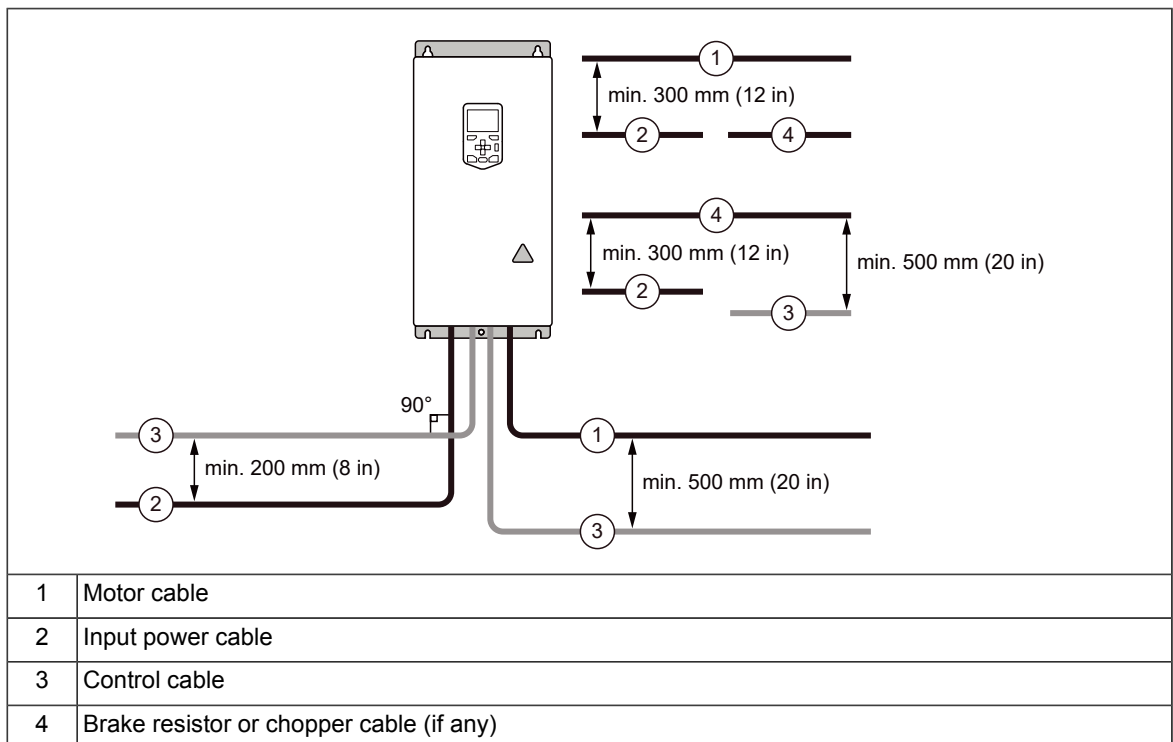 1
min. 300 mm (12 in)
2
4
4
min. 300 mm (12 in)
min. 500 mm (20 in)
2
3
90°
3
1
min. 200 mm (8 in)
min. 500 mm (20 in)
2
3
1 Motor cable
2 Input power cable
3 Control cable
4 Brake resistor or chopper cable (if any)